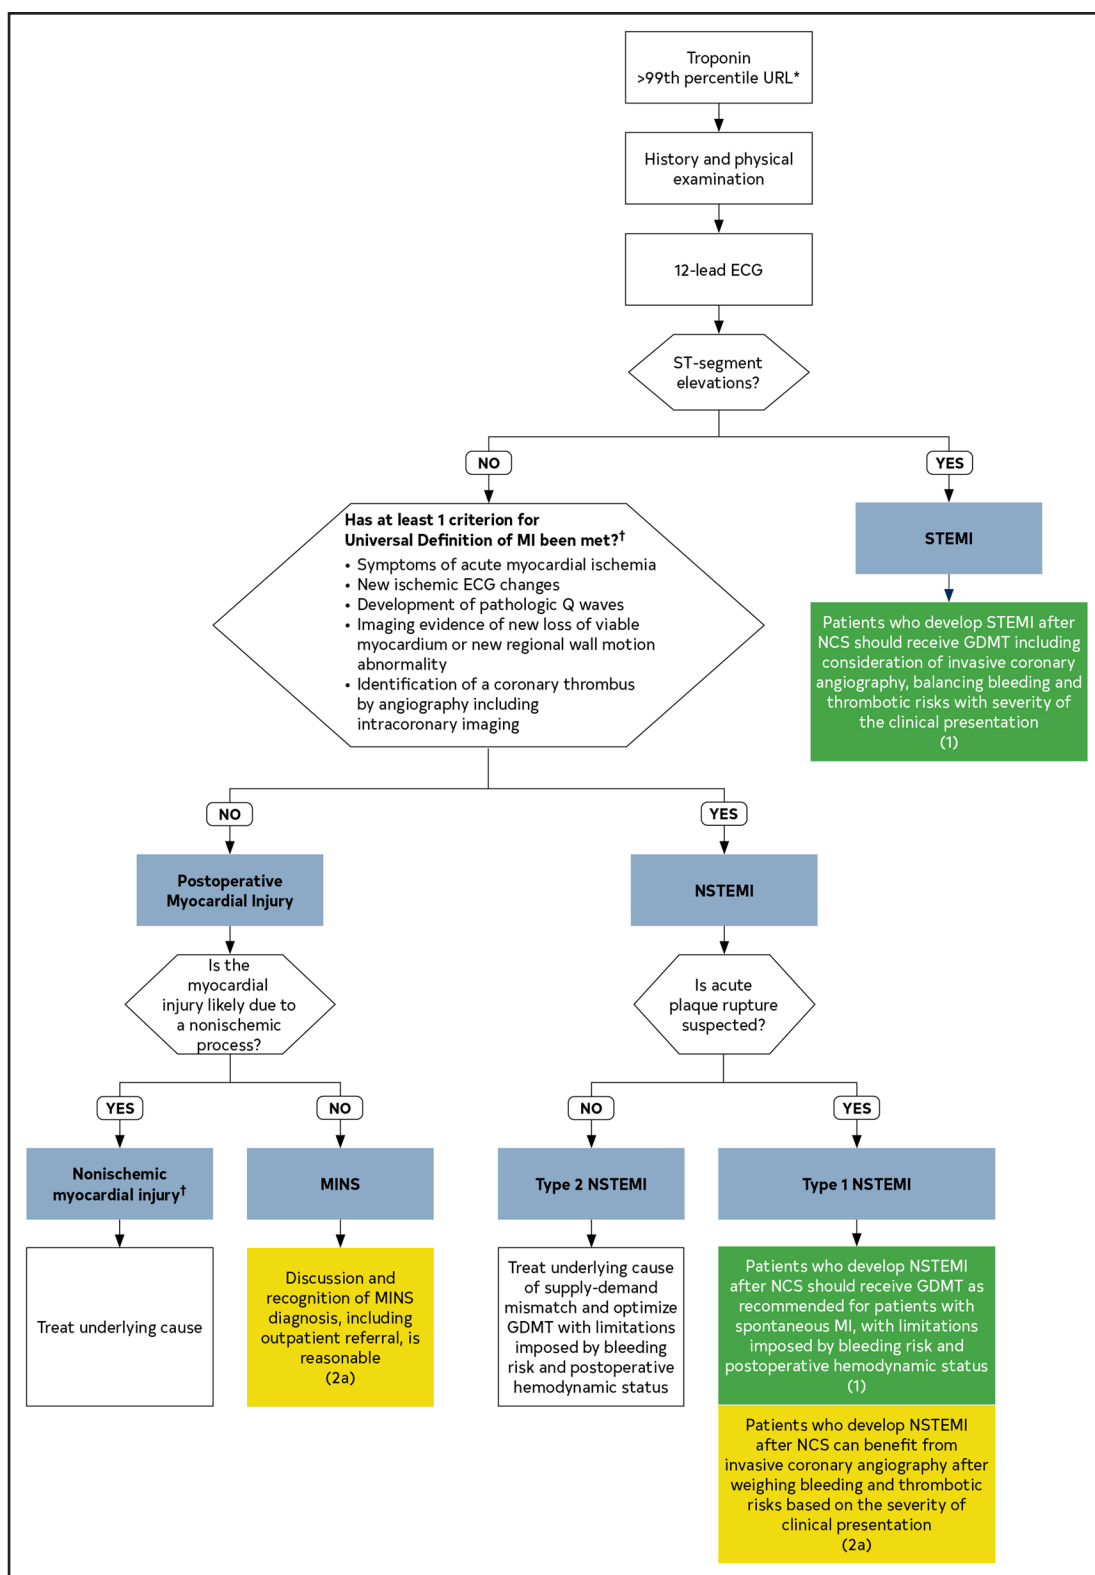 Troponin
>99th percentile URL*
History and physical
examination
12-lead ECG
ST-segment
elevations?
NO
YES
Has at least 1 criterion for
Universal Definition of MI been met?†
• Symptoms of acute myocardial ischemia
• New ischemic ECG changes
• Development of pathologic Q waves
• Imaging evidence of new loss of viable
myocardium or new regional wall motion
abnormality
• Identification of a coronary thrombus
by angiography including
intracoronary imaging
STEMI
Patients who develop STEMI after
NCS should receive GDMT including
consideration of invasive coronary
angiography, balancing bleeding and
thrombotic risks with severity of
the clinical presentation
(1)
NO
YES
Postoperative
Myocardial Injury
NSTEMI
Is the
myocardial
injury likely due to
a nonischemic
process?
Is acute
plaque rupture
suspected?
YES
NO
NO
YES
Nonischemic
myocardial injury†
MINS
Type 2 NSTEMI
Type 1 NSTEMI
Treat underlying cause
Discussion and
recognition of MINS
diagnosis, including
outpatient referral, is
reasonable
(2a)
Treat underlying cause
of supply-demand
mismatch and optimize
GDMT with limitations
imposed by bleeding
risk and postoperative
hemodynamic status
Patients who develop NSTEMI
after NCS should receive GDMT as
recommended for patients with
spontaneous MI, with limitations
imposed by bleeding risk and
postoperative hemodynamic status
(1)
Patients who develop NSTEMI
after NCS can benefit from
invasive coronary angiography after
weighing bleeding and thrombotic
risks based on the severity of
clinical presentation
(2a)